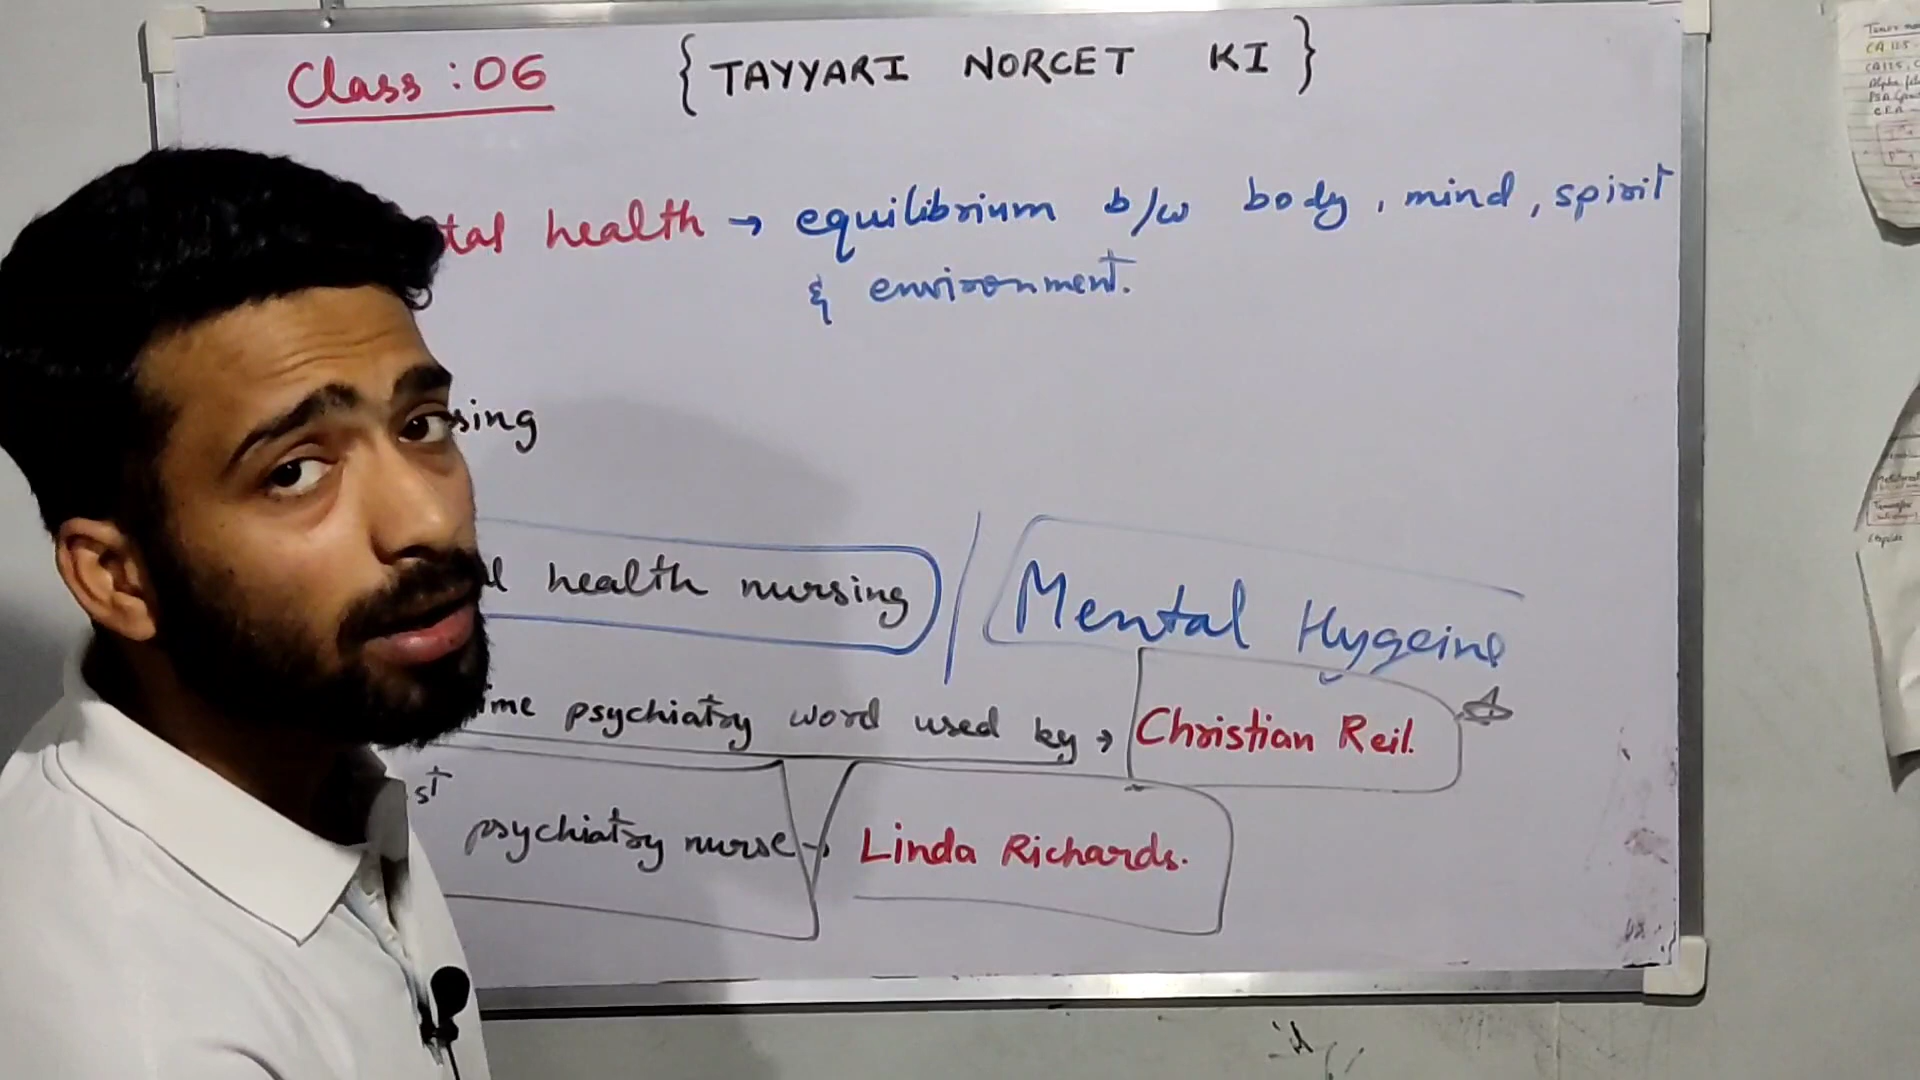 Class : 06 { TAYYARI NORCET KI }
tal health → equilibrium b/w body, mind, spirit
& environment.
sing
l health nursing / Mental Hygeine
ime psychiatry word used by → Christian Reil.
st psychiatry nurse → Linda Richards.